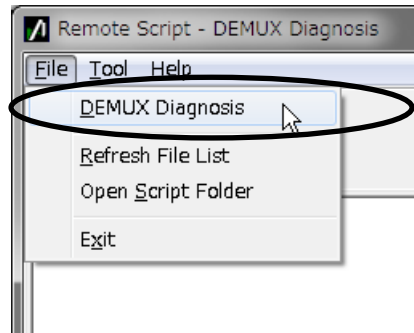 Remote Script - DEMUX Diagnosis
File Tool Help
DEMUX Diagnosis
Refresh File List
Open Script Folder
Exit